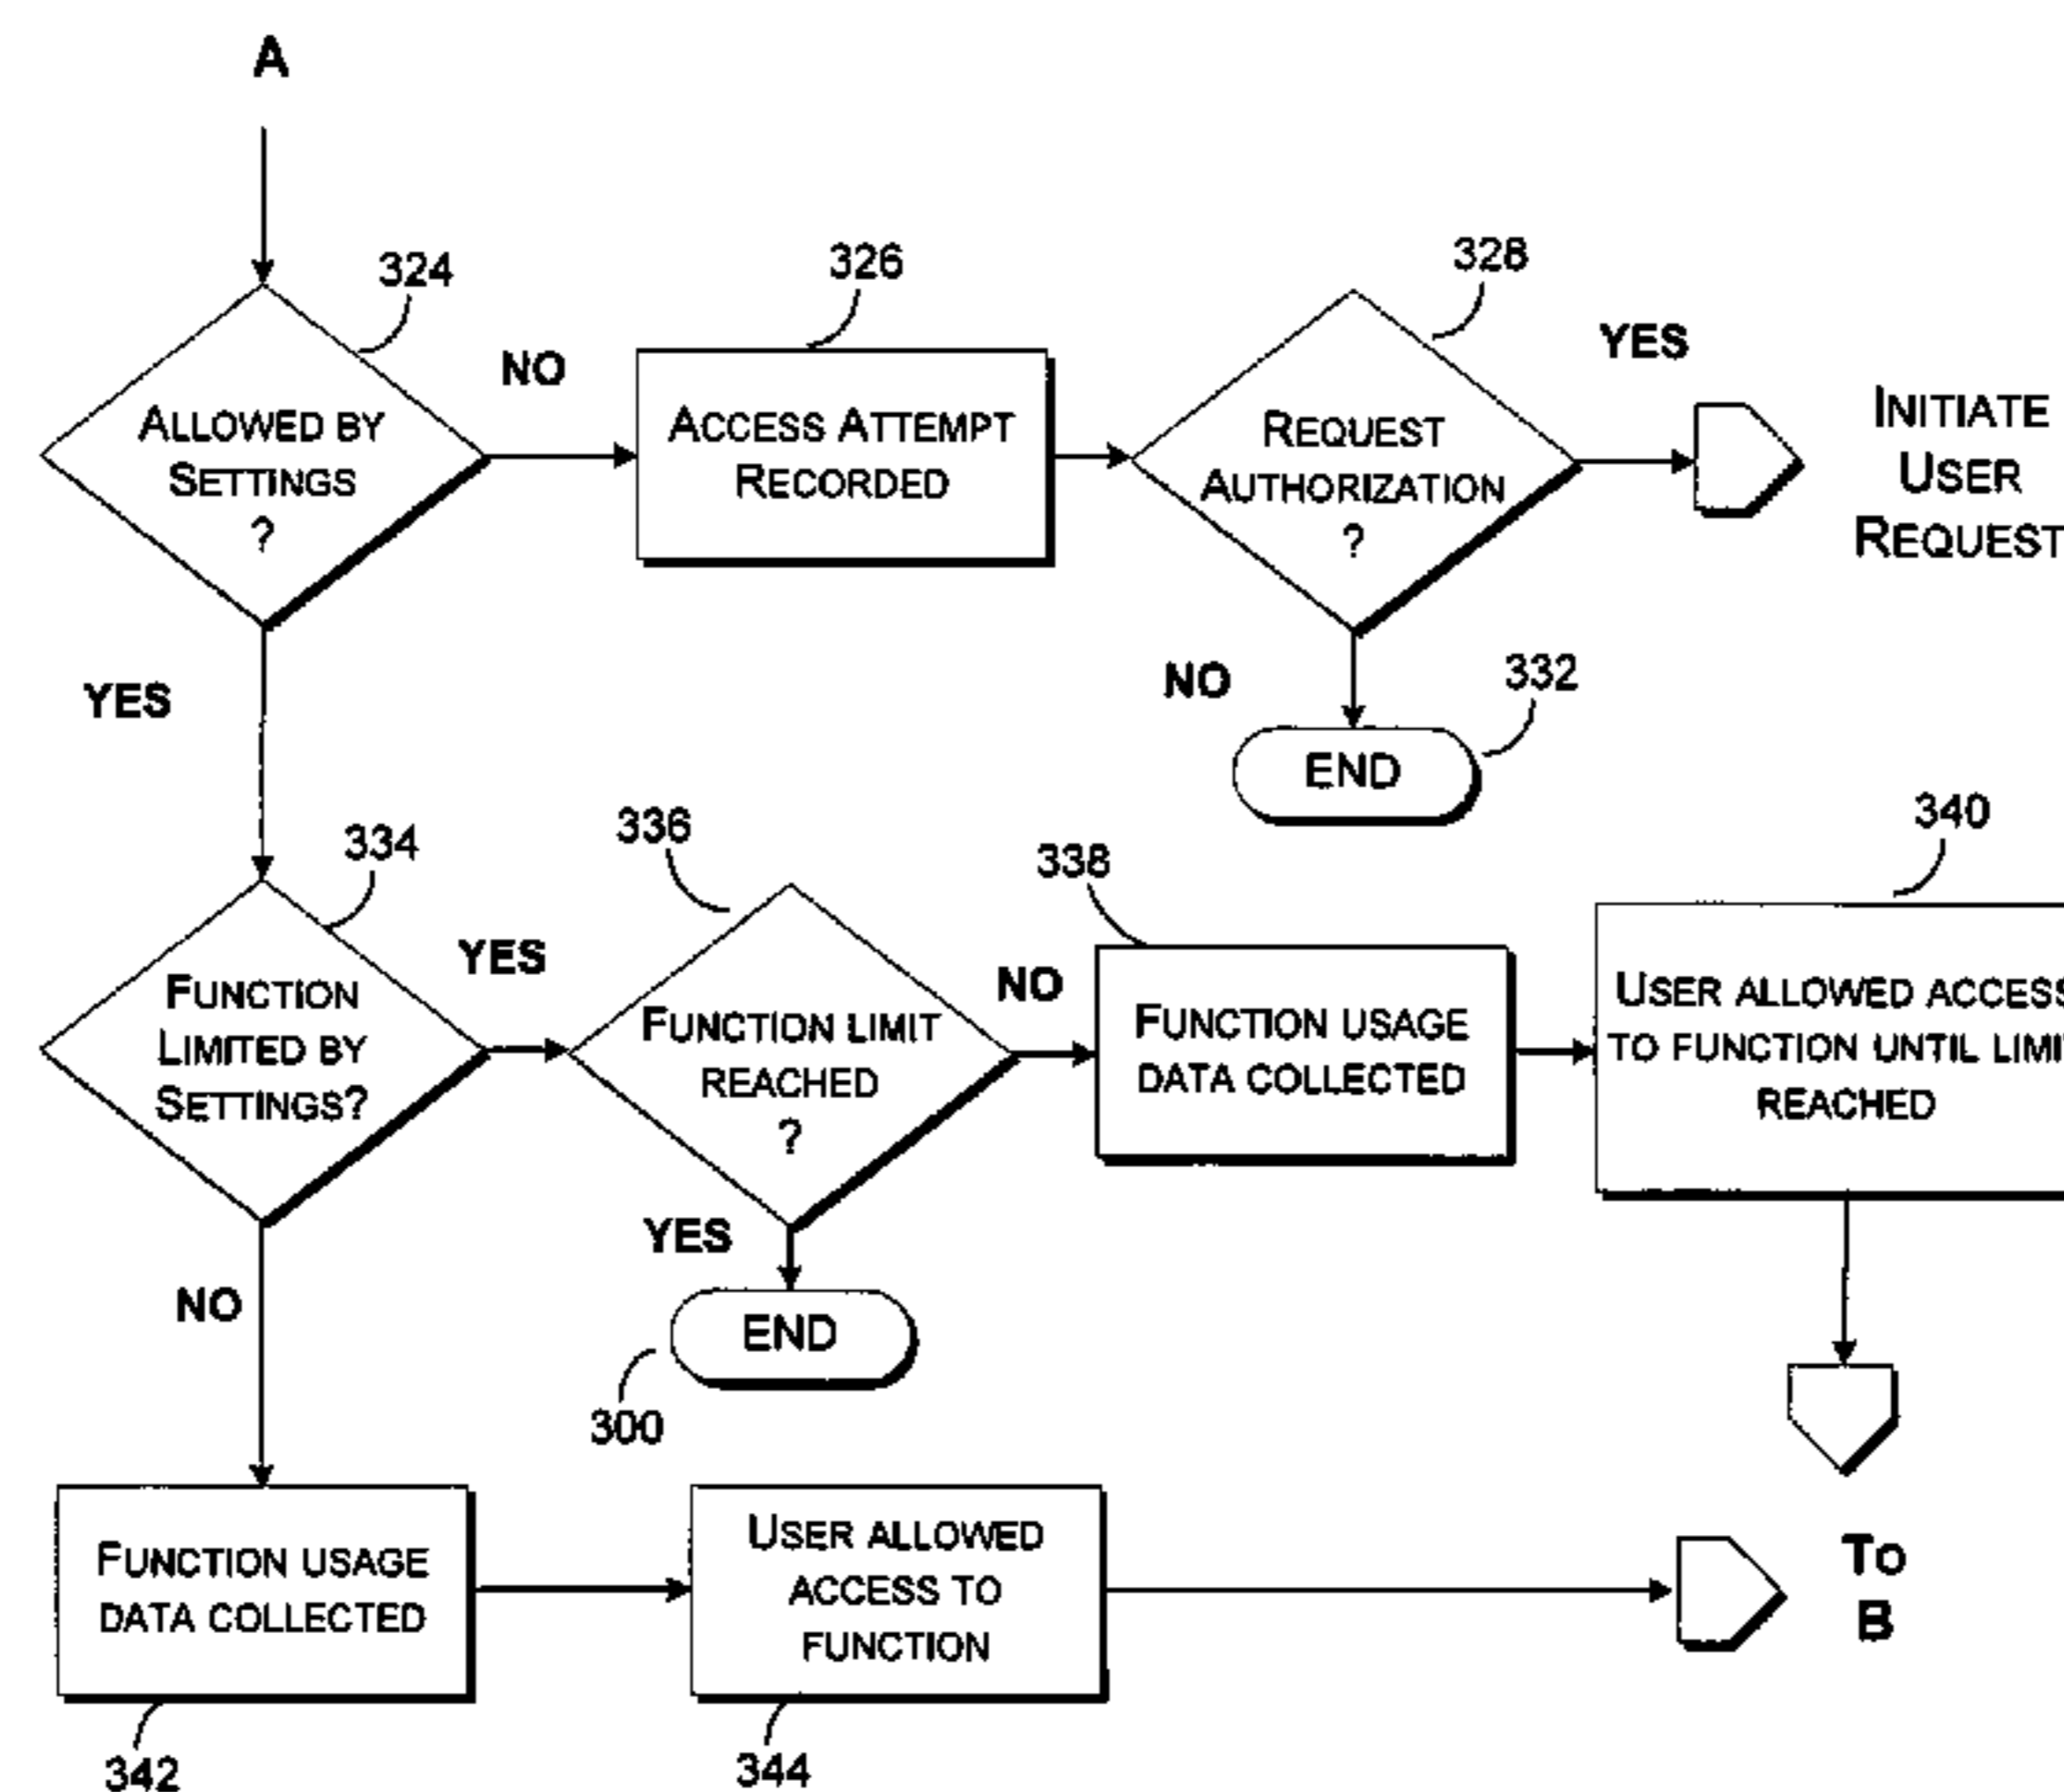 A
324
326
328
NO
YES
ALLOWED BY
SETTINGS
?
ACCESS ATTEMPT
RECORDED
REQUEST
AUTHORIZATION
?
INITIATE
USER
REQUEST
YES
NO
332
END
334
336
338
340
YES
NO
FUNCTION
LIMITED BY
SETTINGS?
FUNCTION LIMIT
REACHED
?
FUNCTION USAGE
DATA COLLECTED
USER ALLOWED ACCESS
TO FUNCTION UNTIL LIMIT
REACHED
YES
NO
END
300
FUNCTION USAGE
DATA COLLECTED
USER ALLOWED
ACCESS TO
FUNCTION
TO
B
342
344